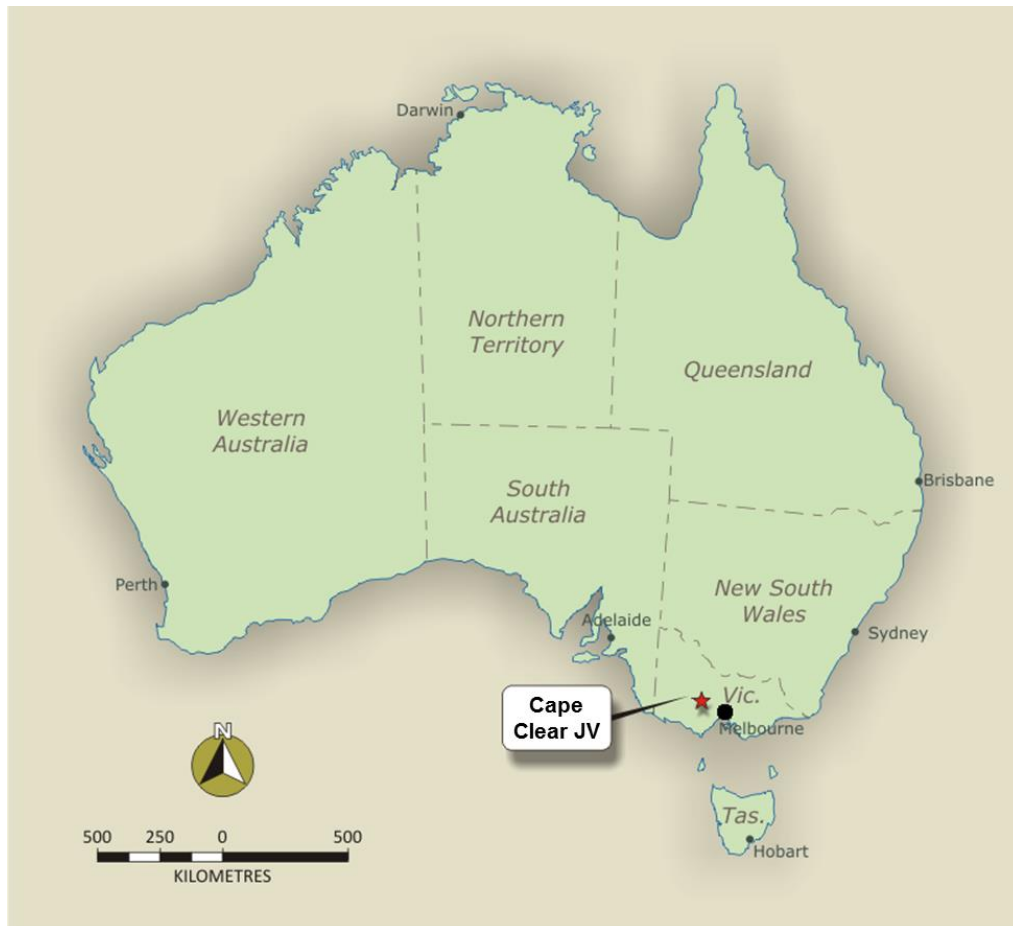 Darwin
Northern
Territory
Queensland
Western
Australia
South
Australia
Brisbane
Perth
New South
Wales
Adelaide
Sydney
Cape
Clear JV
Vic.
Melbourne
N
Tas.
Hobart
500 250 0 500
KILOMETRES